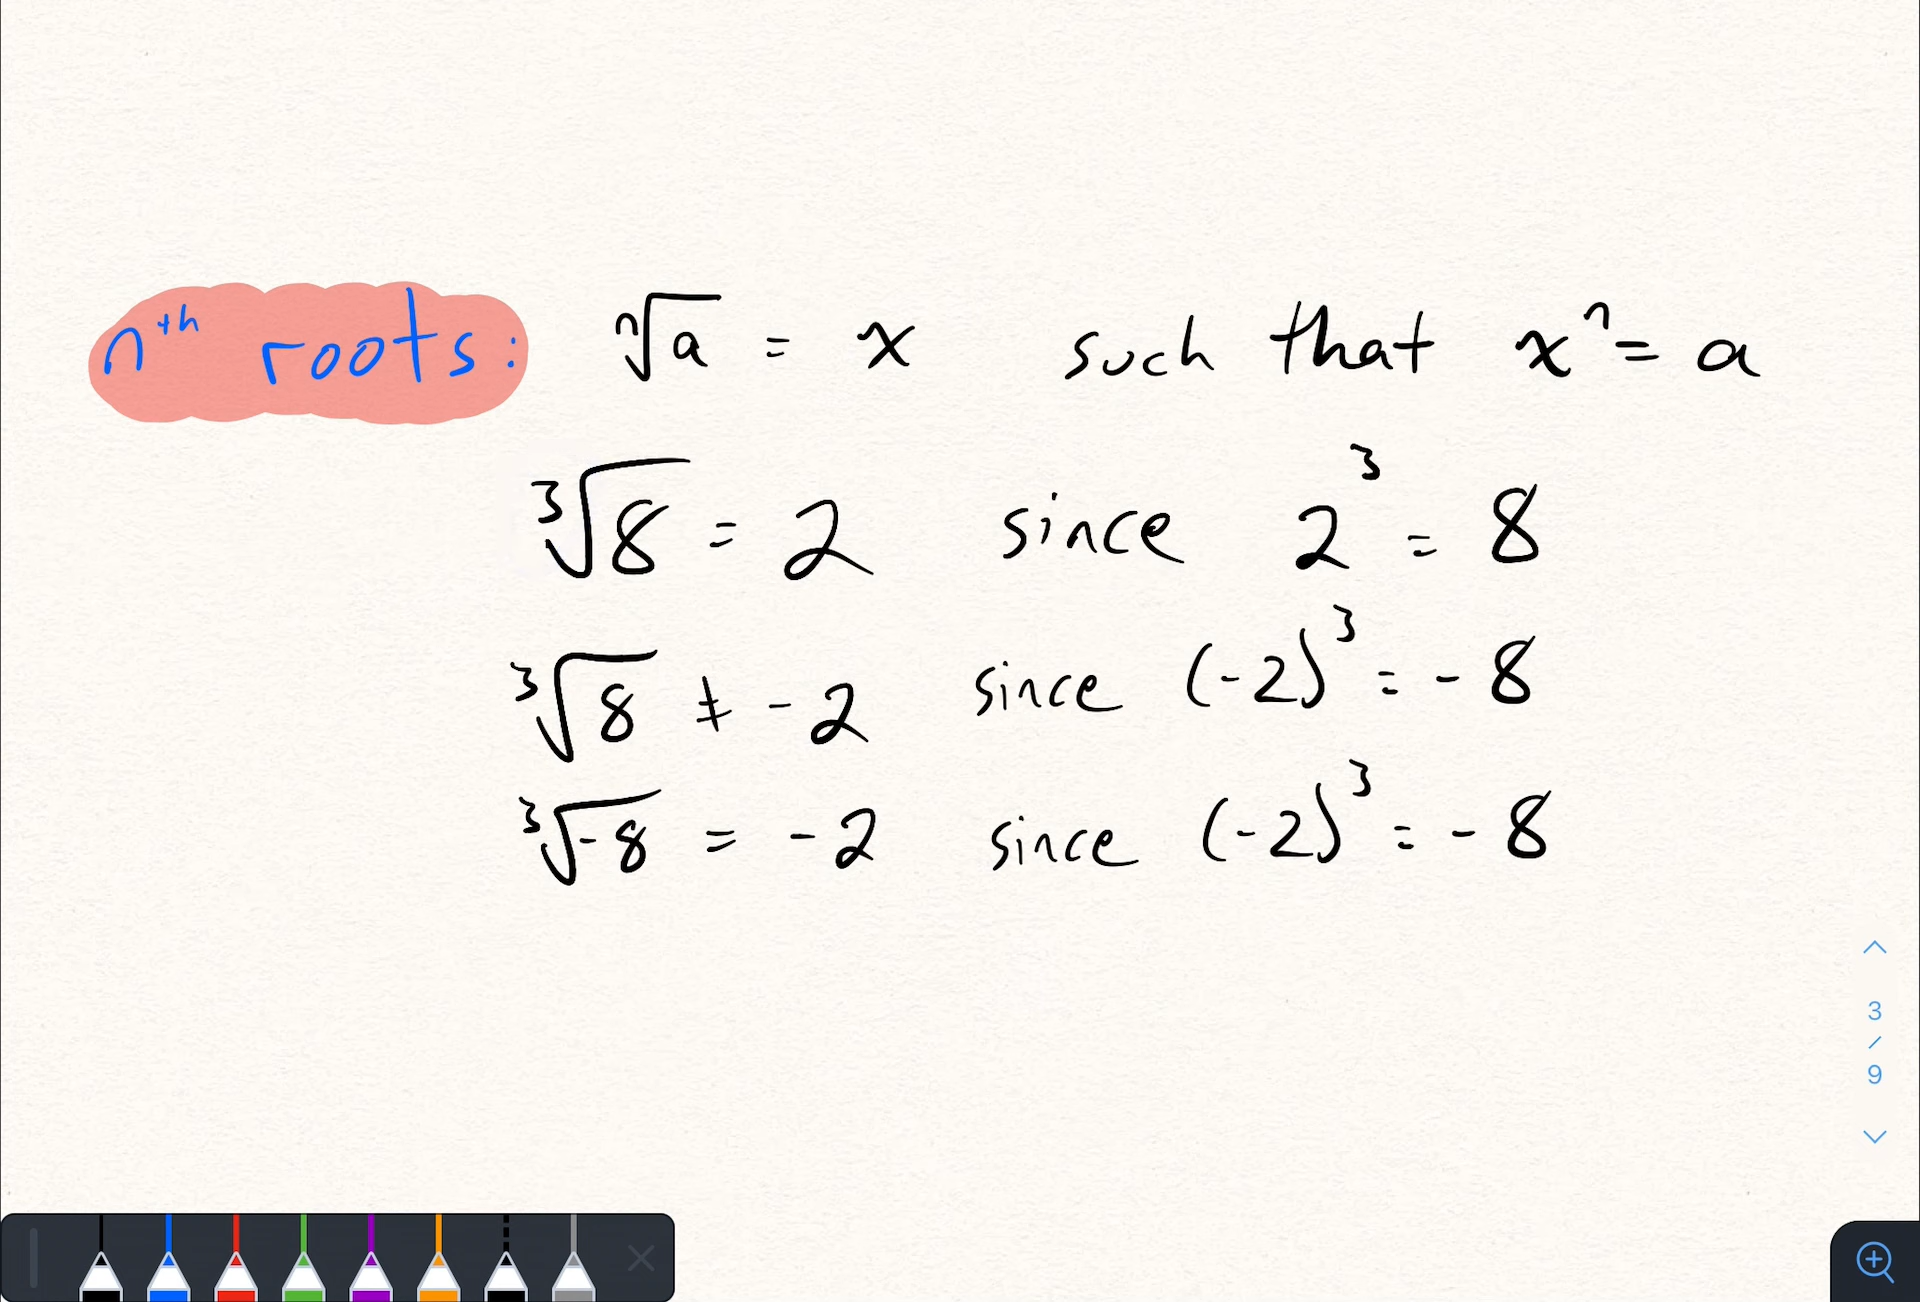 nᵗʰ roots: ⁿ√a = x such that xⁿ = a
³√8 = 2 since 2³ = 8
³√8 ≠ -2 since (-2)³ = -8
³√-8 = -2 since (-2)³ = -8
3
/
9